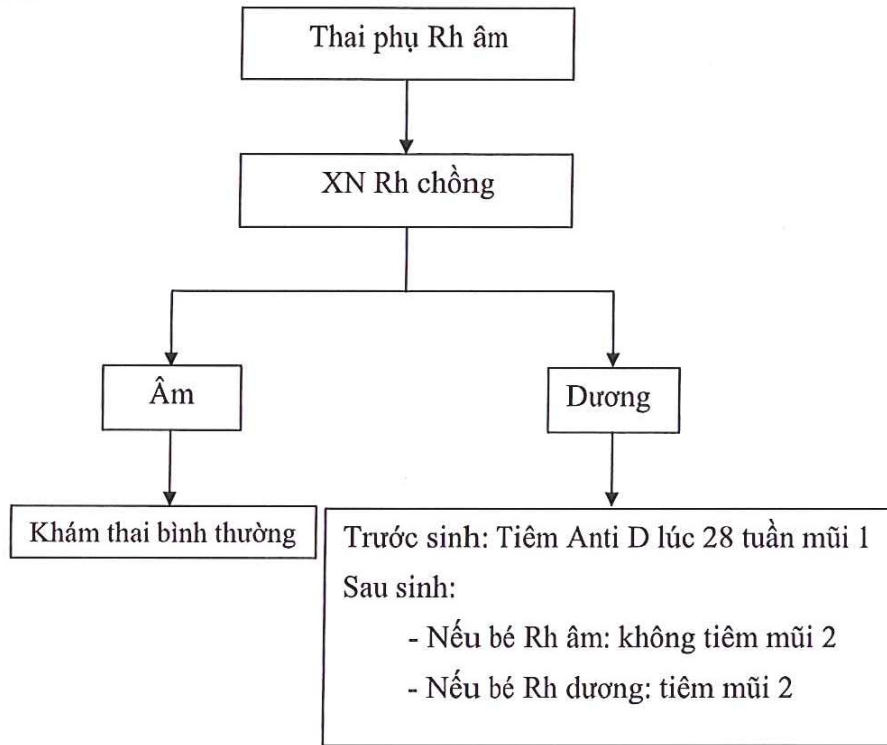 Thai phụ Rh âm
XN Rh chồng
Âm
Dương
Khám thai bình thường
Trước sinh: Tiêm Anti D lúc 28 tuần mũi 1
Sau sinh:
- Nếu bé Rh âm: không tiêm mũi 2
- Nếu bé Rh dương: tiêm mũi 2